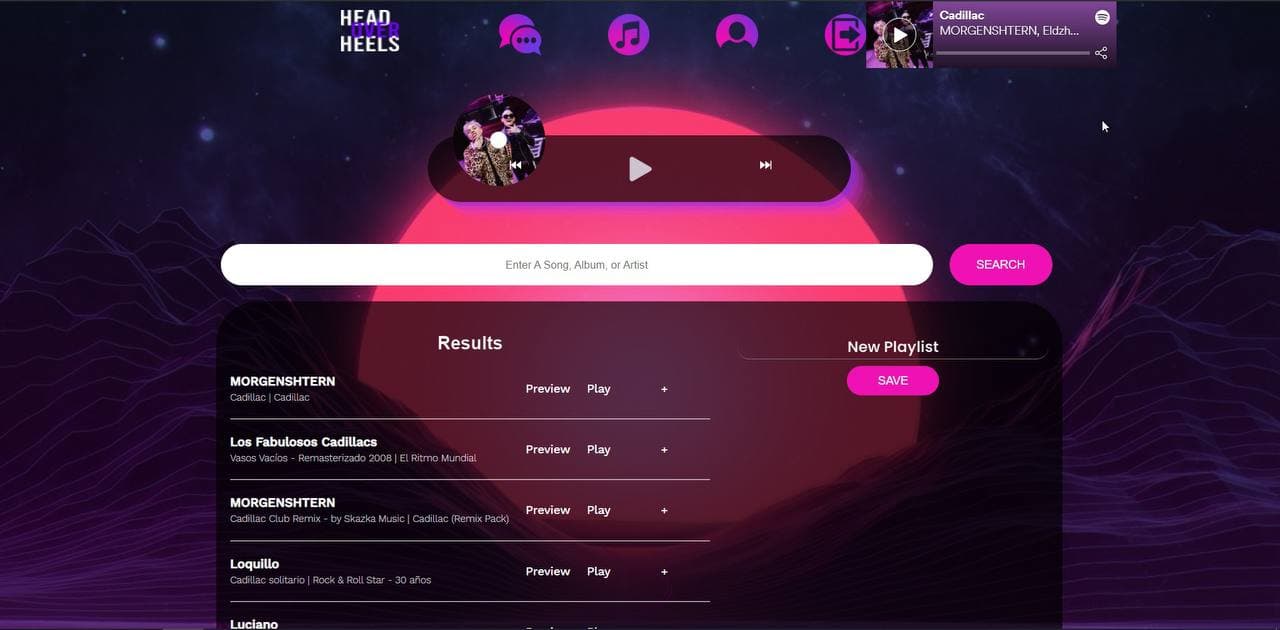 HEAD
OVER
HEELS
Cadillac
MORGENSHTERN, Eldzh...
Enter A Song, Album, or Artist
SEARCH
Results
New Playlist
SAVE
MORGENSHTERN
Cadillac | Cadillac
Preview Play +
Los Fabulosos Cadillacs
Vasos Vacíos - Remasterizado 2008 | El Ritmo Mundial
Preview Play +
MORGENSHTERN
Cadillac Club Remix - by Skazka Music | Cadillac (Remix Pack)
Preview Play +
Loquillo
Cadillac solitario | Rock & Roll Star - 30 años
Preview Play +
Luciano